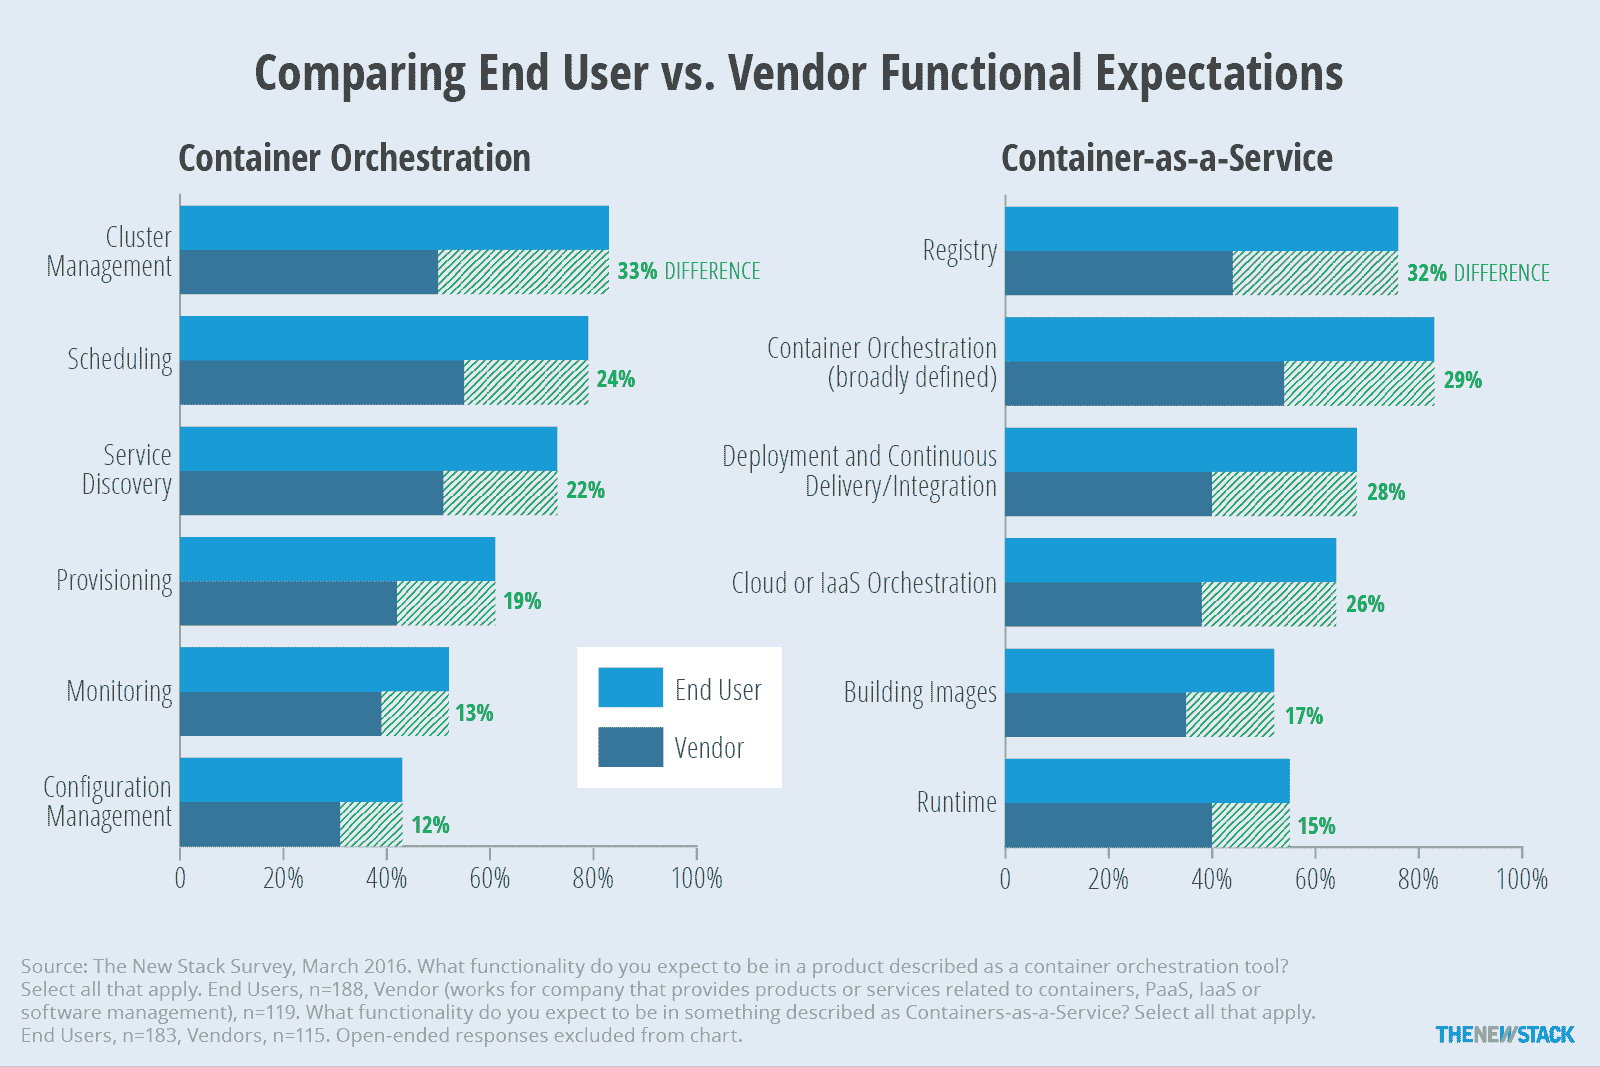 Comparing End User vs. Vendor Functional Expectations
Container Orchestration
Cluster
Management
33% DIFFERENCE
Scheduling
24%
Service
Discovery
22%
Provisioning
19%
Monitoring
13%
Configuration
Management
12%
0 20% 40% 60% 80% 100%
End User
Vendor
Container-as-a-Service
Registry
32% DIFFERENCE
Container Orchestration
(broadly defined)
29%
Deployment and Continuous
Delivery/Integration
28%
Cloud or IaaS Orchestration
26%
Building Images
17%
Runtime
15%
0 20% 40% 60% 80% 100%
Source: The New Stack Survey, March 2016. What functionality do you expect to be in a product described as a container orchestration tool?
Select all that apply. End Users, n=188, Vendor (works for company that provides products or services related to containers, PaaS, IaaS or
software management), n=119. What functionality do you expect to be in something described as Containers-as-a-Service? Select all that apply.
End Users, n=183, Vendors, n=115. Open-ended responses excluded from chart.
THENEWSTACK